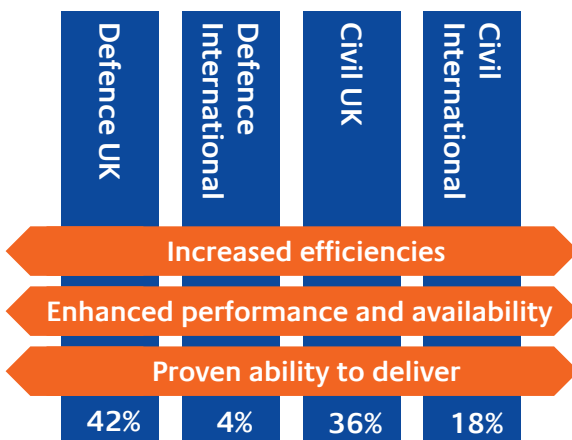 Defence UK
Defence
International
Civil UK
Civil
International
Increased efficiencies
Enhanced performance and availability
Proven ability to deliver
42%
4%
36%
18%